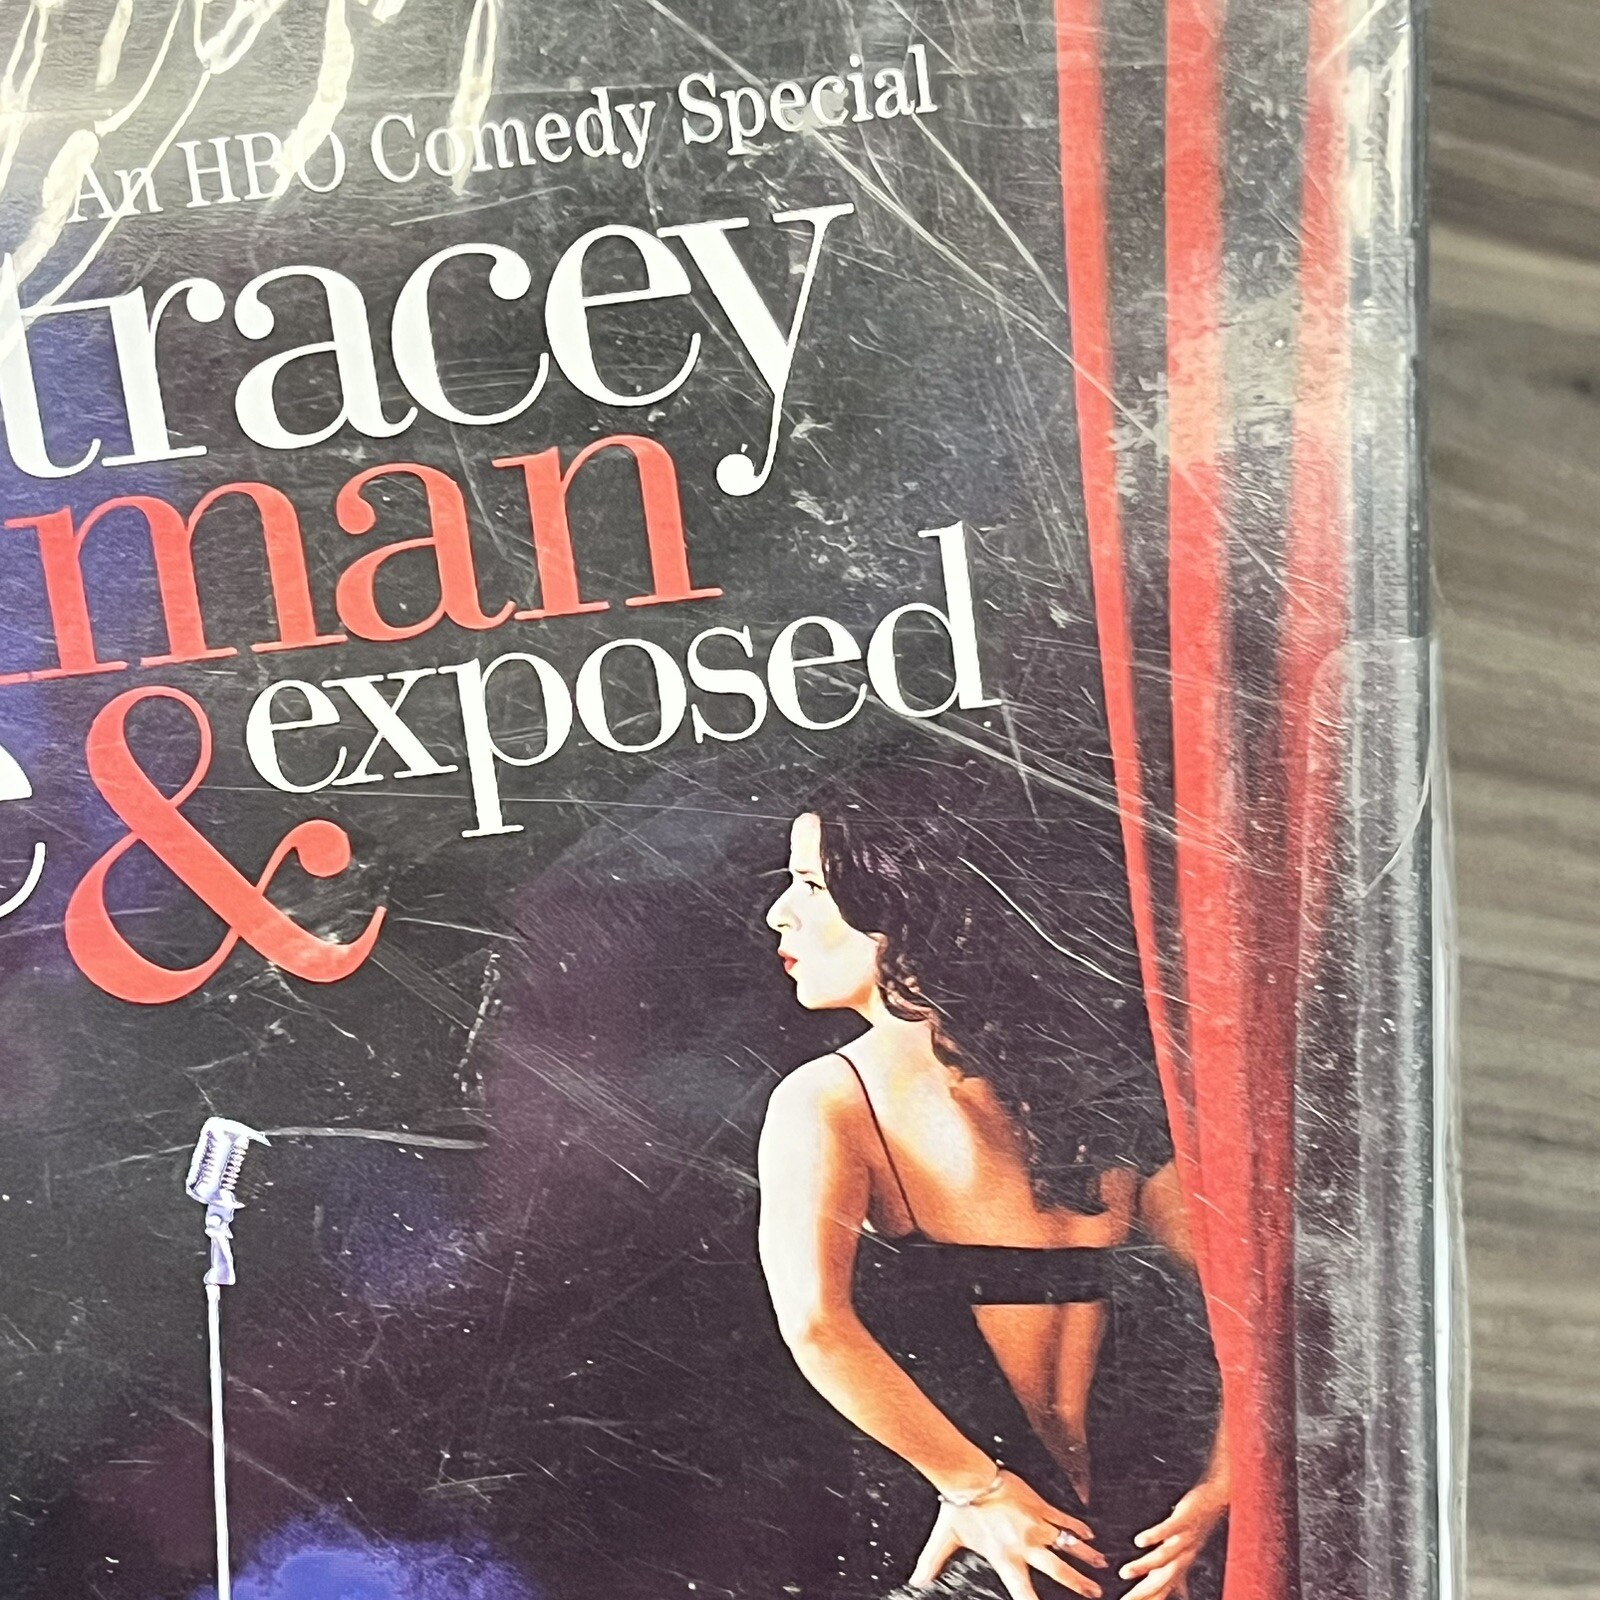 An HBO Comedy Special
tracey
man
& exposed